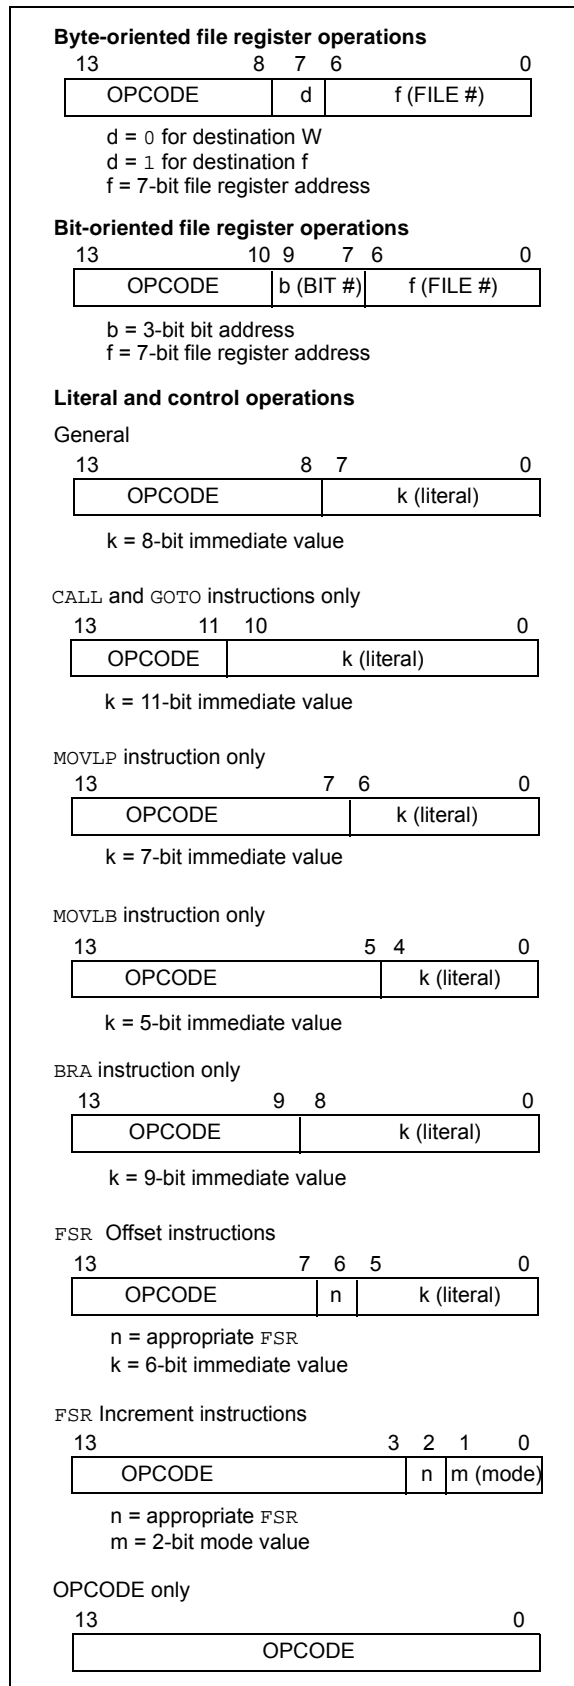 Byte-oriented file register operations
13 8 7 6 0
OPCODE d f (FILE #)
d = 0 for destination W
d = 1 for destination f
f = 7-bit file register address
Bit-oriented file register operations
13 10 9 7 6 0
OPCODE b (BIT #) f (FILE #)
b = 3-bit bit address
f = 7-bit file register address
Literal and control operations
General
13 8 7 0
OPCODE k (literal)
k = 8-bit immediate value
CALL and GOTO instructions only
13 11 10 0
OPCODE k (literal)
k = 11-bit immediate value
MOVLP instruction only
13 7 6 0
OPCODE k (literal)
k = 7-bit immediate value
MOVLB instruction only
13 5 4 0
OPCODE k (literal)
k = 5-bit immediate value
BRA instruction only
13 9 8 0
OPCODE k (literal)
k = 9-bit immediate value
FSR Offset instructions
13 7 6 5 0
OPCODE n k (literal)
n = appropriate FSR
k = 6-bit immediate value
FSR Increment instructions
13 3 2 1 0
OPCODE n m (mode)
n = appropriate FSR
m = 2-bit mode value
OPCODE only
13 0
OPCODE